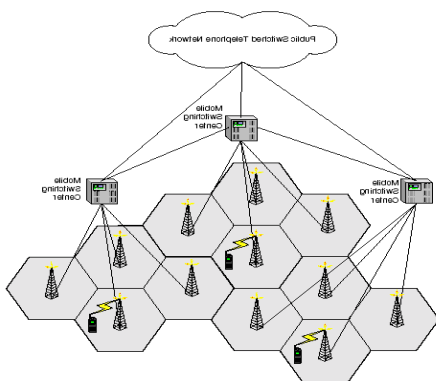 Public Switched Telephone Network
Mobile
Switching
Center
Mobile
Switching
Center
Mobile
Switching
Center